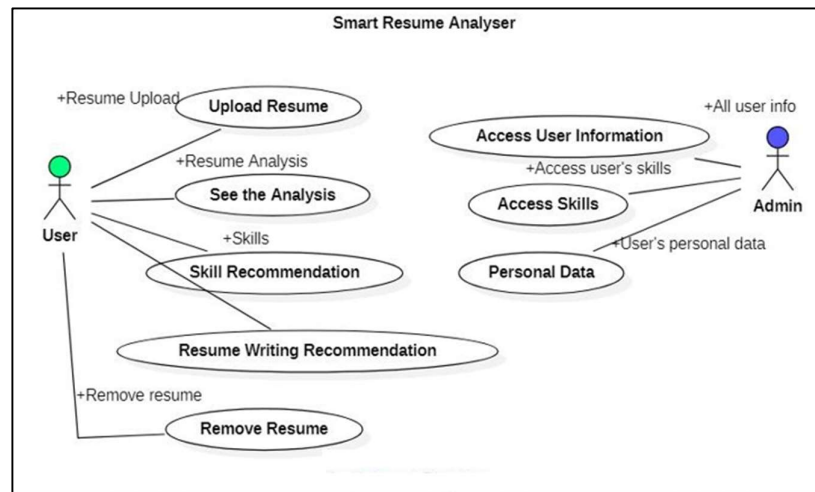 Smart Resume Analyser
+Resume Upload
Upload Resume
+All user info
Access User Information
+Resume Analysis
+Access user's skills
See the Analysis
Access Skills
User
Admin
+Skills
+User's personal data
Skill Recommendation
Personal Data
Resume Writing Recommendation
+Remove resume
Remove Resume